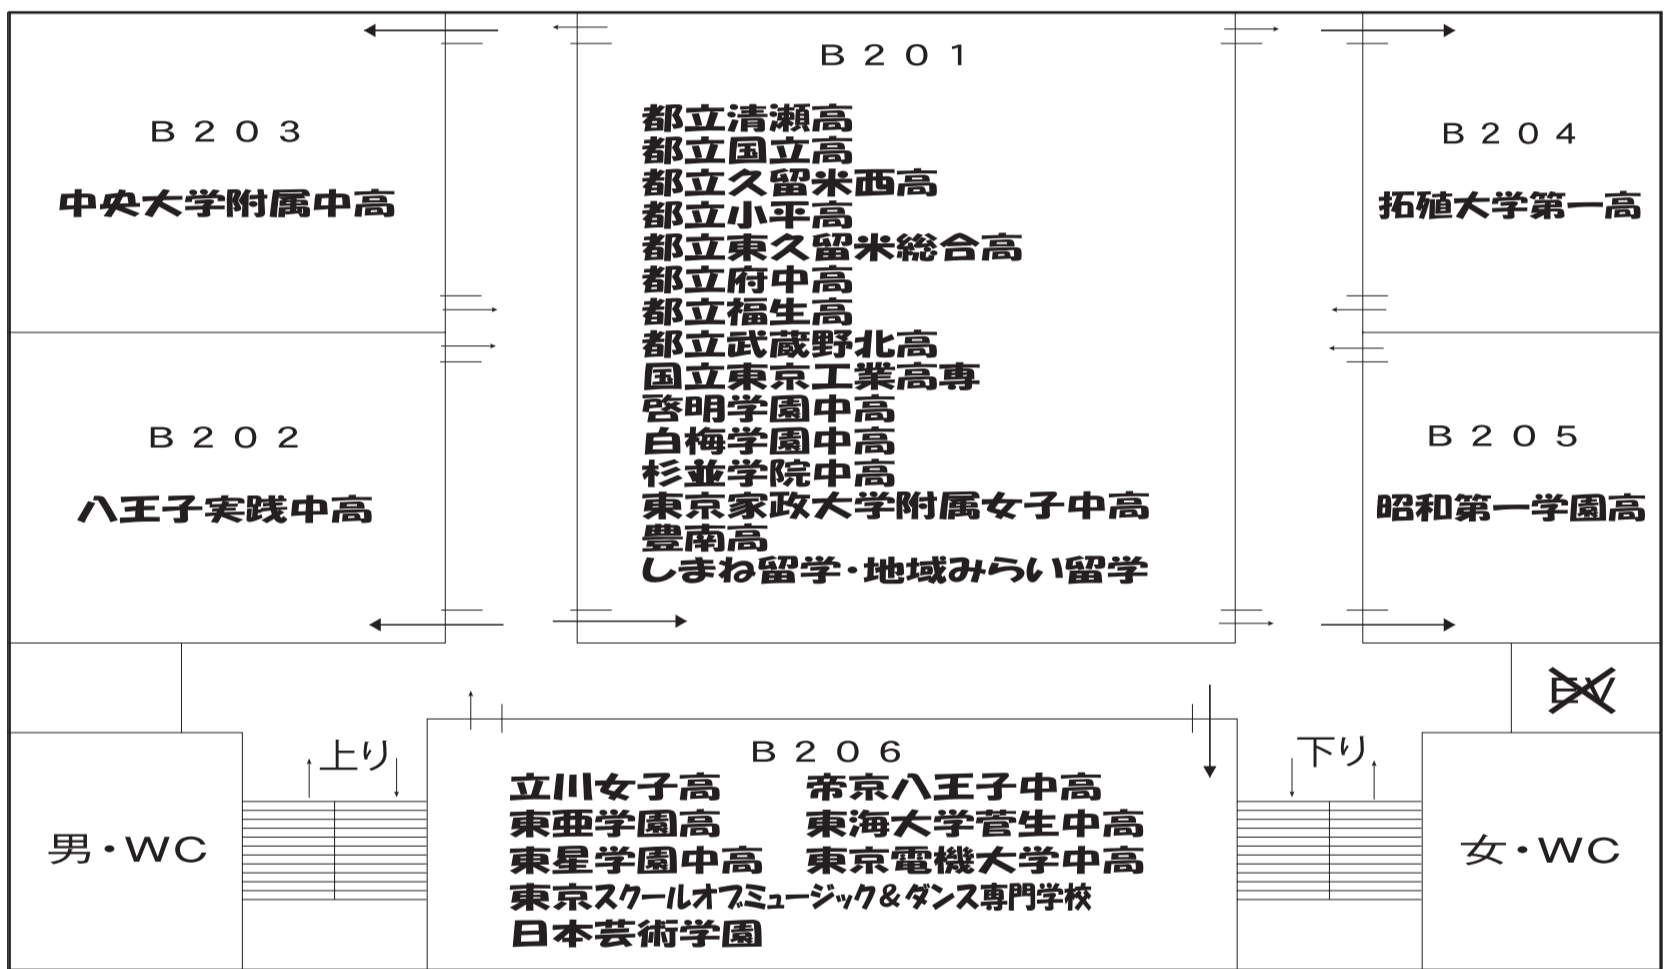 B203
中央大学附属中高
B201
都立清瀬高
都立国立高
都立久留米西高
都立小平高
都立東久留米総合高
都立府中高
都立福生高
都立武蔵野北高
国立東京工業高専
啓明学園中高
白梅学園中高
杉並学院中高
東京家政大学附属女子中高
豊南高
しまね留学・地域みらい留学
B204
拓殖大学第一高
B202
八王子実践中高
B205
昭和第一学園高
EV
上り
B206
立川女子高 帝京八王子中高
東亜学園高 東海大学菅生中高
東星学園中高 東京電機大学中高
東京スクールオブミュージック&ダンス専門学校
日本芸術学園
下り
男・WC
女・WC